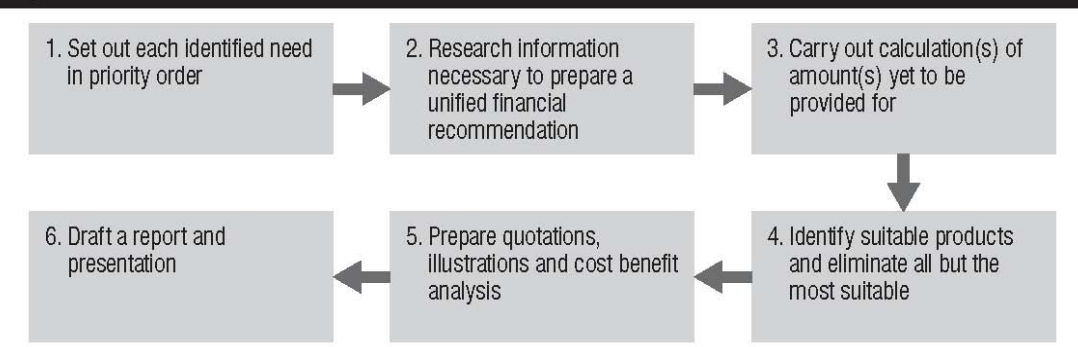 1. Set out each identified need
in priority order
2. Research information
necessary to prepare a
unified financial
recommendation
3. Carry out calculation(s) of
amount(s) yet to be
provided for
4. Identify suitable products
and eliminate all but the
most suitable
5. Prepare quotations,
illustrations and cost benefit
analysis
6. Draft a report and
presentation